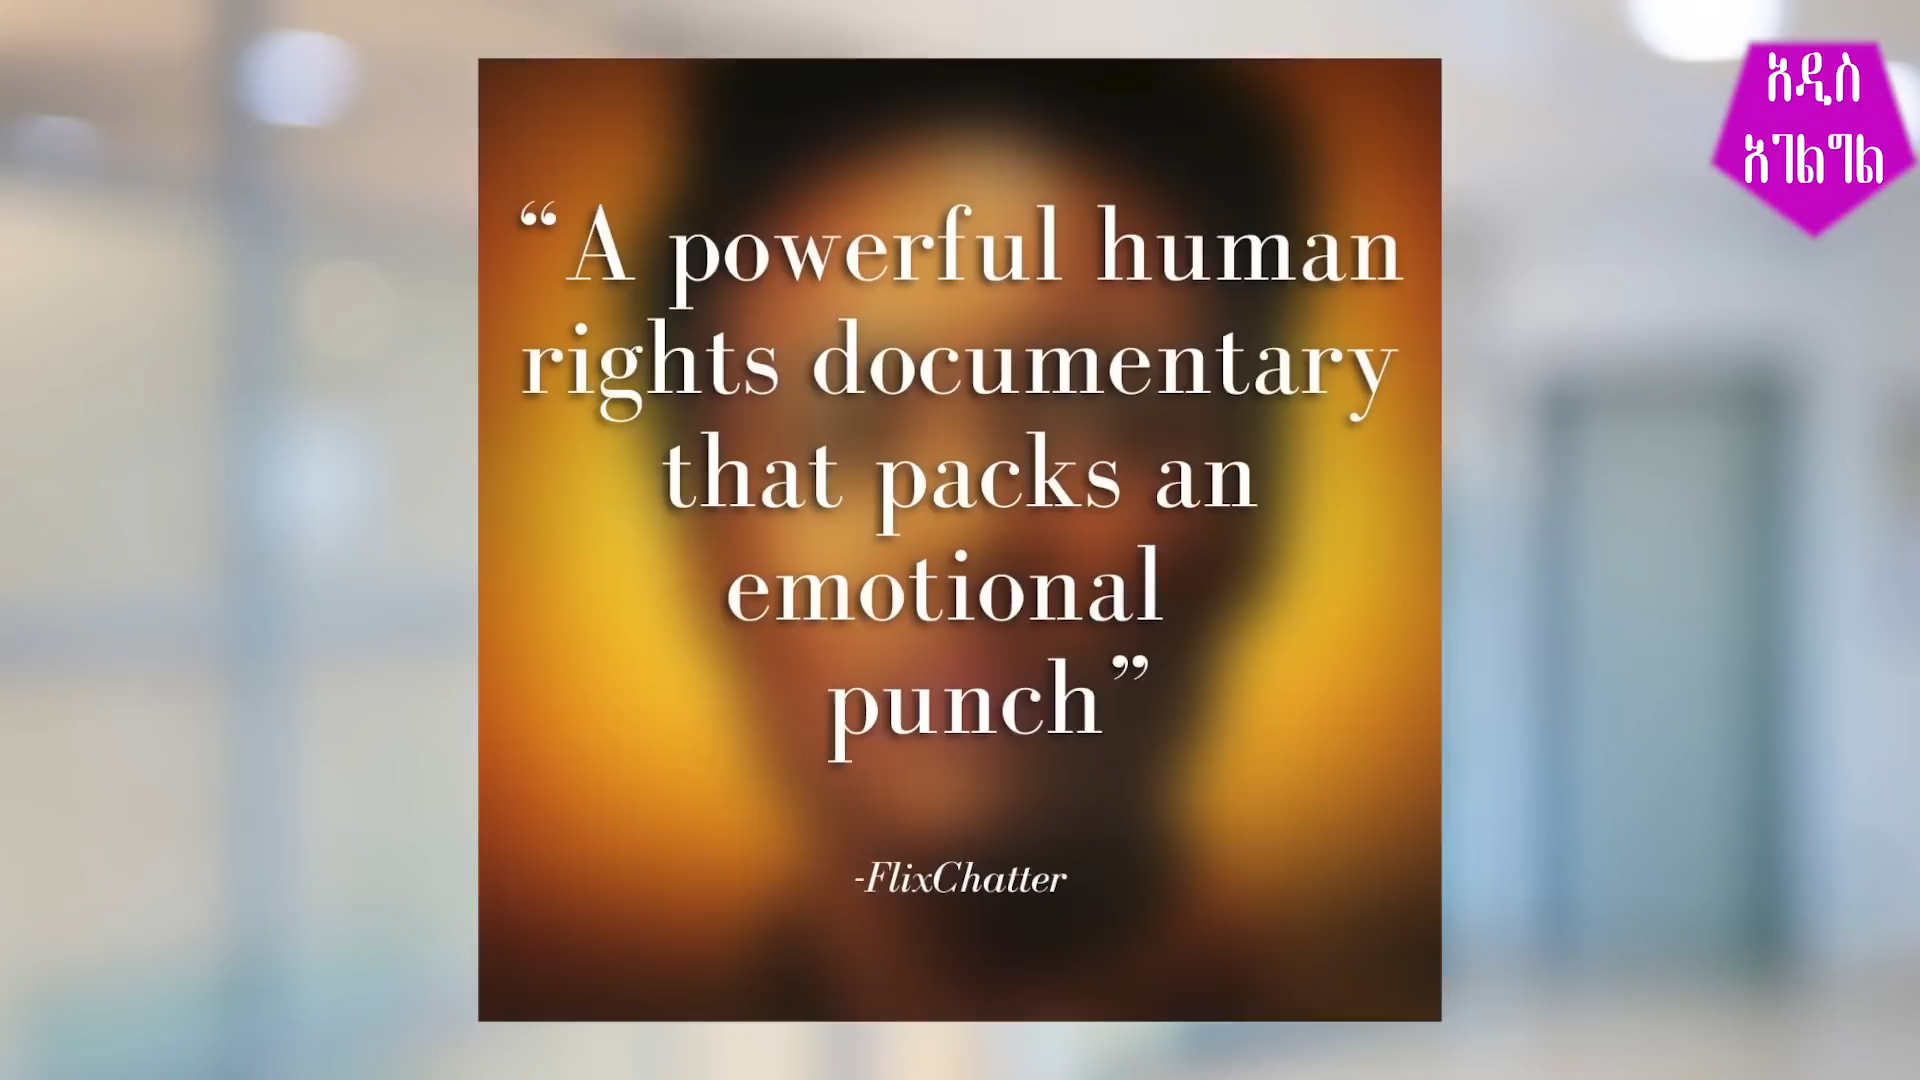 “A powerful human
rights documentary
that packs an
emotional
punch”
-FlixChatter
አዲስ
አገልግል